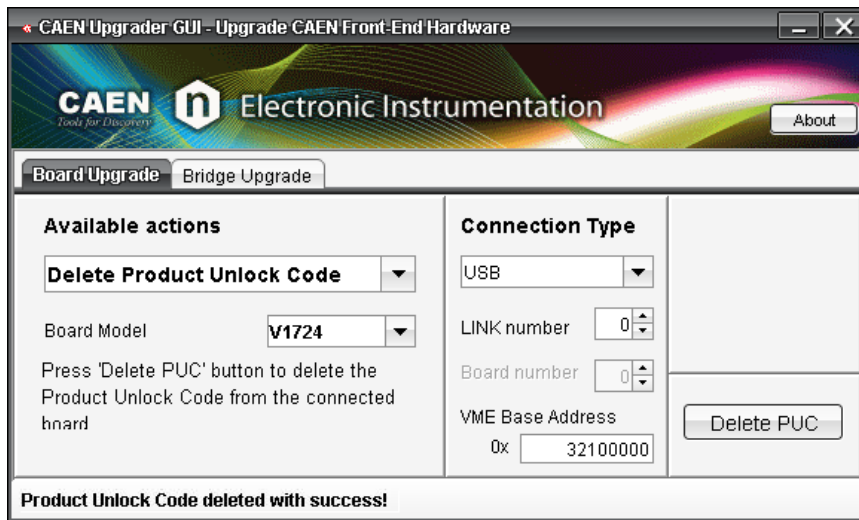 CAEN Upgrader GUI - Upgrade CAEN Front-End Hardware
CAEN
Tools for Discovery
n
Electronic Instrumentation
About
Board Upgrade
Bridge Upgrade
Available actions
Delete Product Unlock Code
Board Model
V1724
Press 'Delete PUC' button to delete the
Product Unlock Code from the connected
board
Connection Type
USB
LINK number
0
Board number
0
VME Base Address
0x
32100000
Delete PUC
Product Unlock Code deleted with success!